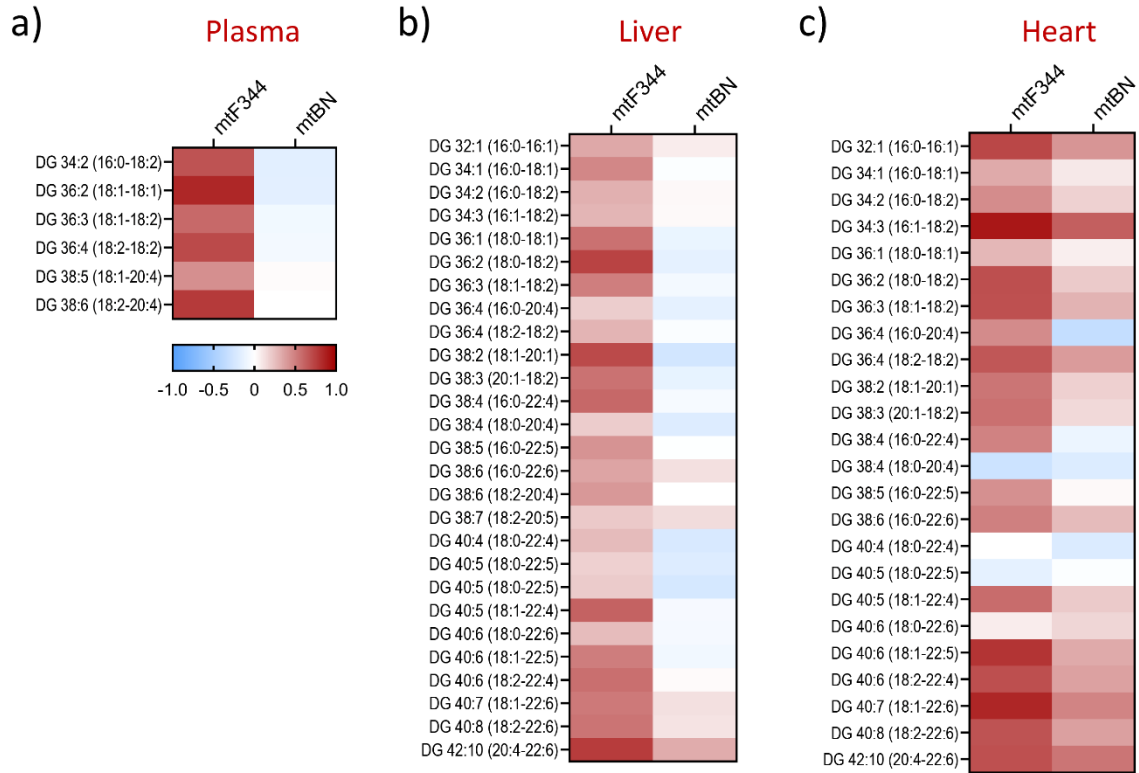 a)
Plasma
mtF344
mtBN
DG 34:2 (16:0-18:2)
DG 36:2 (18:1-18:1)
DG 36:3 (18:1-18:2)
DG 36:4 (18:2-18:2)
DG 38:5 (18:1-20:4)
DG 38:6 (18:2-20:4)
-1.0 -0.5 0 0.5 1.0
b)
Liver
mtF344
mtBN
DG 32:1 (16:0-16:1)
DG 34:1 (16:0-18:1)
DG 34:2 (16:0-18:2)
DG 34:3 (16:1-18:2)
DG 36:1 (18:0-18:1)
DG 36:2 (18:0-18:2)
DG 36:3 (18:1-18:2)
DG 36:4 (16:0-20:4)
DG 36:4 (18:2-18:2)
DG 38:2 (18:1-20:1)
DG 38:3 (20:1-18:2)
DG 38:4 (16:0-22:4)
DG 38:4 (18:0-20:4)
DG 38:5 (16:0-22:5)
DG 38:6 (16:0-22:6)
DG 38:6 (18:2-20:4)
DG 38:7 (18:2-20:5)
DG 40:4 (18:0-22:4)
DG 40:5 (18:0-22:5)
DG 40:5 (18:0-22:5)
DG 40:5 (18:1-22:4)
DG 40:6 (18:0-22:6)
DG 40:6 (18:1-22:5)
DG 40:6 (18:2-22:4)
DG 40:7 (18:1-22:6)
DG 40:8 (18:2-22:6)
DG 42:10 (20:4-22:6)
c)
Heart
mtF344
mtBN
DG 32:1 (16:0-16:1)
DG 34:1 (16:0-18:1)
DG 34:2 (16:0-18:2)
DG 34:3 (16:1-18:2)
DG 36:1 (18:0-18:1)
DG 36:2 (18:0-18:2)
DG 36:3 (18:1-18:2)
DG 36:4 (16:0-20:4)
DG 36:4 (18:2-18:2)
DG 38:2 (18:1-20:1)
DG 38:3 (20:1-18:2)
DG 38:4 (16:0-22:4)
DG 38:4 (18:0-20:4)
DG 38:5 (16:0-22:5)
DG 38:6 (16:0-22:6)
DG 40:4 (18:0-22:4)
DG 40:5 (18:0-22:5)
DG 40:5 (18:1-22:4)
DG 40:6 (18:0-22:6)
DG 40:6 (18:1-22:5)
DG 40:6 (18:2-22:4)
DG 40:7 (18:1-22:6)
DG 40:8 (18:2-22:6)
DG 42:10 (20:4-22:6)